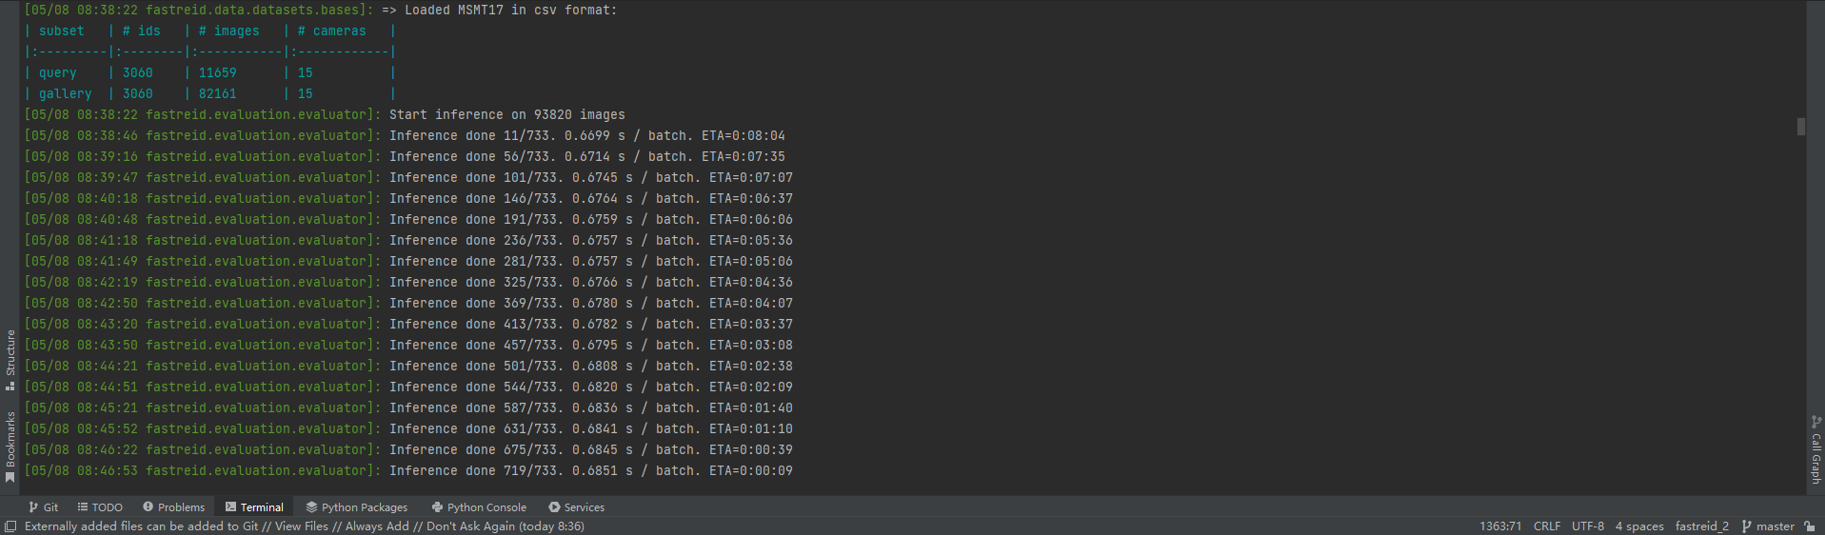 [05/08 08:38:22 fastreid.data.datasets.bases]: => Loaded MSMT17 in csv format:
| subset   | # ids   | # images   | # cameras   |
|:---------|:--------|:-----------|:------------|
| query    | 3060    | 11659      | 15          |
| gallery  | 3060    | 82161      | 15          |
[05/08 08:38:22 fastreid.evaluation.evaluator]: Start inference on 93820 images
[05/08 08:38:46 fastreid.evaluation.evaluator]: Inference done 11/733. 0.6699 s / batch. ETA=0:08:04
[05/08 08:39:16 fastreid.evaluation.evaluator]: Inference done 56/733. 0.6714 s / batch. ETA=0:07:35
[05/08 08:39:47 fastreid.evaluation.evaluator]: Inference done 101/733. 0.6745 s / batch. ETA=0:07:07
[05/08 08:40:18 fastreid.evaluation.evaluator]: Inference done 146/733. 0.6764 s / batch. ETA=0:06:37
[05/08 08:40:48 fastreid.evaluation.evaluator]: Inference done 191/733. 0.6759 s / batch. ETA=0:06:06
[05/08 08:41:18 fastreid.evaluation.evaluator]: Inference done 236/733. 0.6757 s / batch. ETA=0:05:36
[05/08 08:41:49 fastreid.evaluation.evaluator]: Inference done 281/733. 0.6757 s / batch. ETA=0:05:06
[05/08 08:42:19 fastreid.evaluation.evaluator]: Inference done 325/733. 0.6766 s / batch. ETA=0:04:36
[05/08 08:42:50 fastreid.evaluation.evaluator]: Inference done 369/733. 0.6780 s / batch. ETA=0:04:07
[05/08 08:43:20 fastreid.evaluation.evaluator]: Inference done 413/733. 0.6782 s / batch. ETA=0:03:37
[05/08 08:43:50 fastreid.evaluation.evaluator]: Inference done 457/733. 0.6795 s / batch. ETA=0:03:08
[05/08 08:44:21 fastreid.evaluation.evaluator]: Inference done 501/733. 0.6808 s / batch. ETA=0:02:38
[05/08 08:44:51 fastreid.evaluation.evaluator]: Inference done 544/733. 0.6820 s / batch. ETA=0:02:09
[05/08 08:45:21 fastreid.evaluation.evaluator]: Inference done 587/733. 0.6836 s / batch. ETA=0:01:40
[05/08 08:45:52 fastreid.evaluation.evaluator]: Inference done 631/733. 0.6841 s / batch. ETA=0:01:10
[05/08 08:46:22 fastreid.evaluation.evaluator]: Inference done 675/733. 0.6845 s / batch. ETA=0:00:39
[05/08 08:46:53 fastreid.evaluation.evaluator]: Inference done 719/733. 0.6851 s / batch. ETA=0:00:09
Structure
Bookmarks
Call Graph
Git TODO Problems Terminal Python Packages Python Console Services
Externally added files can be added to Git // View Files // Always Add // Don't Ask Again (today 8:36) 1363:71 CRLF UTF-8 4 spaces fastreid_2 master